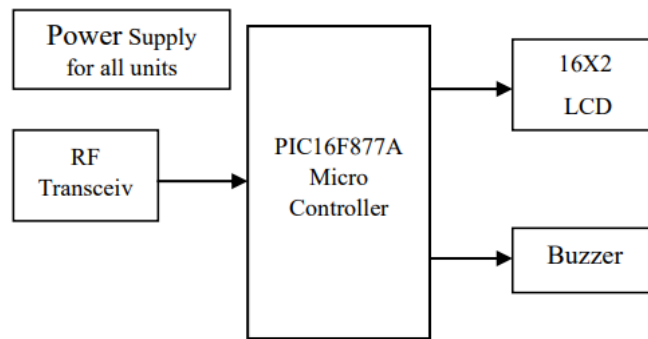 Power Supply
for all units
RF
Transceiv
PIC16F877A
Micro
Controller
16X2
LCD
Buzzer